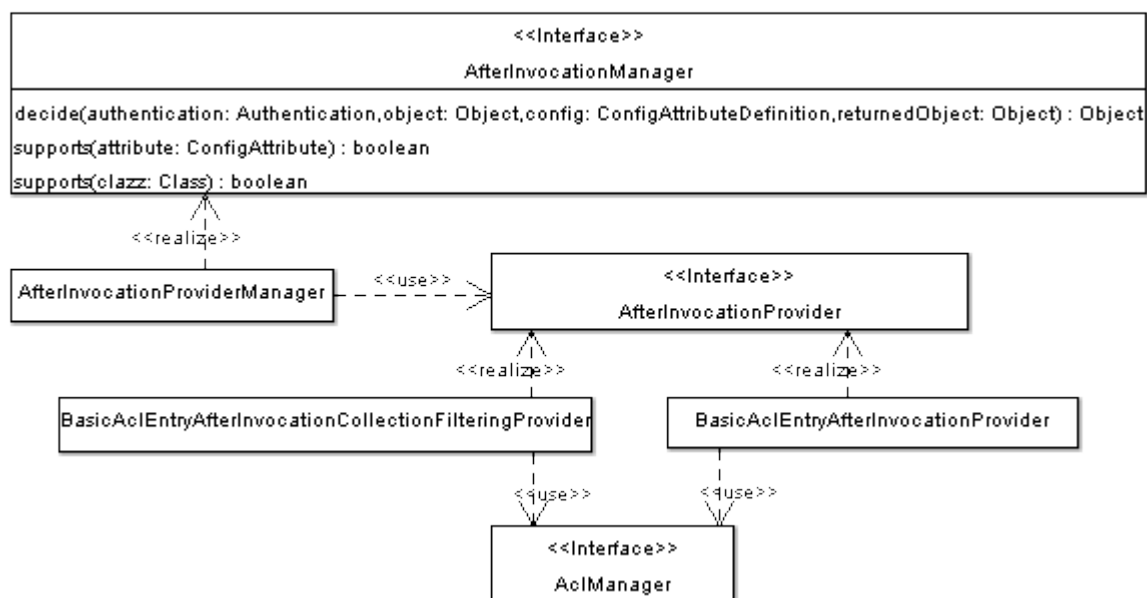 <<Interface>>
AfterInvocationManager
decide(authentication: Authentication,object: Object,config: ConfigAttributeDefinition,returnedObject: Object) : Object
supports(attribute: ConfigAttribute) : boolean
supports(clazz: Class) : boolean
<<realize>>
AfterInvocationProviderManager
<<use>>
<<Interface>>
AfterInvocationProvider
<<realize>>
<<realize>>
BasicAclEntryAfterInvocationCollectionFilteringProvider
BasicAclEntryAfterInvocationProvider
<<use>>
<<use>>
<<Interface>>
AclManager